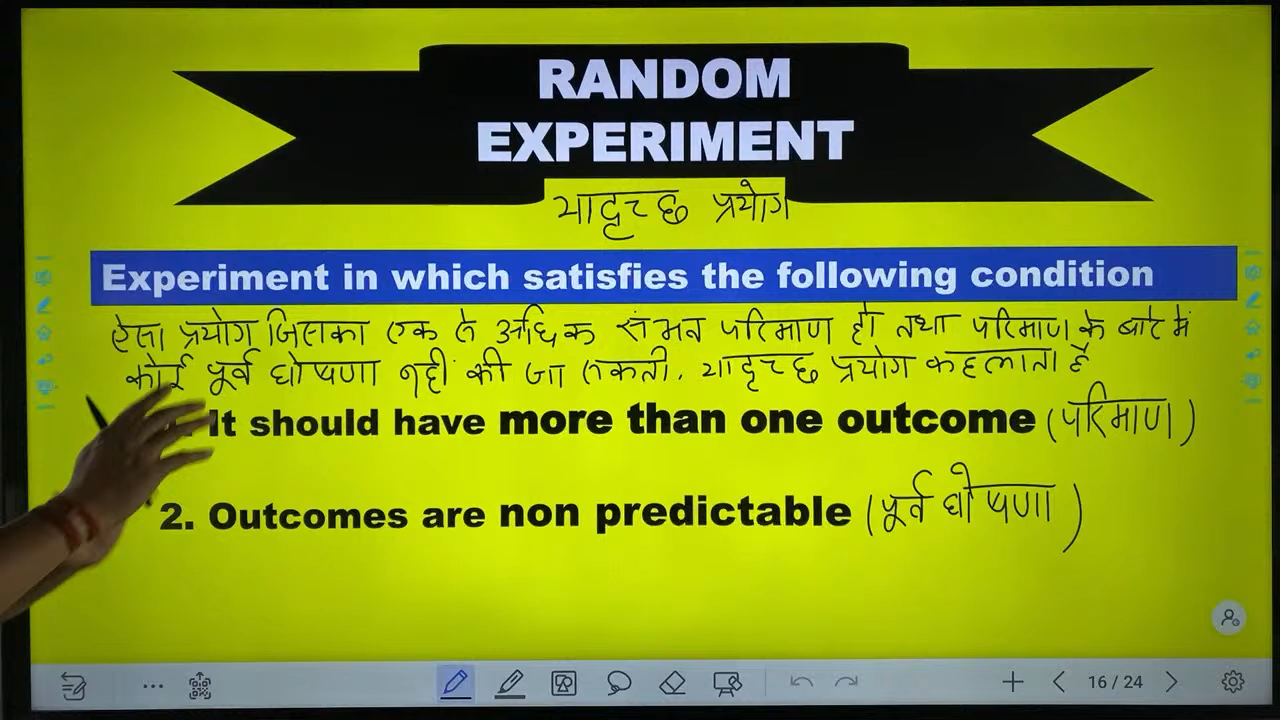 RANDOM
EXPERIMENT
यादृच्छ प्रयोग
Experiment in which satisfies the following condition
ऐसा प्रयोग जिसका एक से अधिक संभव परिमाण हो तथा परिमाण के बारे में
कोई पूर्व घोषणा नहीं की जा सकती. यादृच्छ प्रयोग कहलाता है
It should have more than one outcome (परिमाण)
2. Outcomes are non predictable (पूर्व घोषणा)
16 / 24